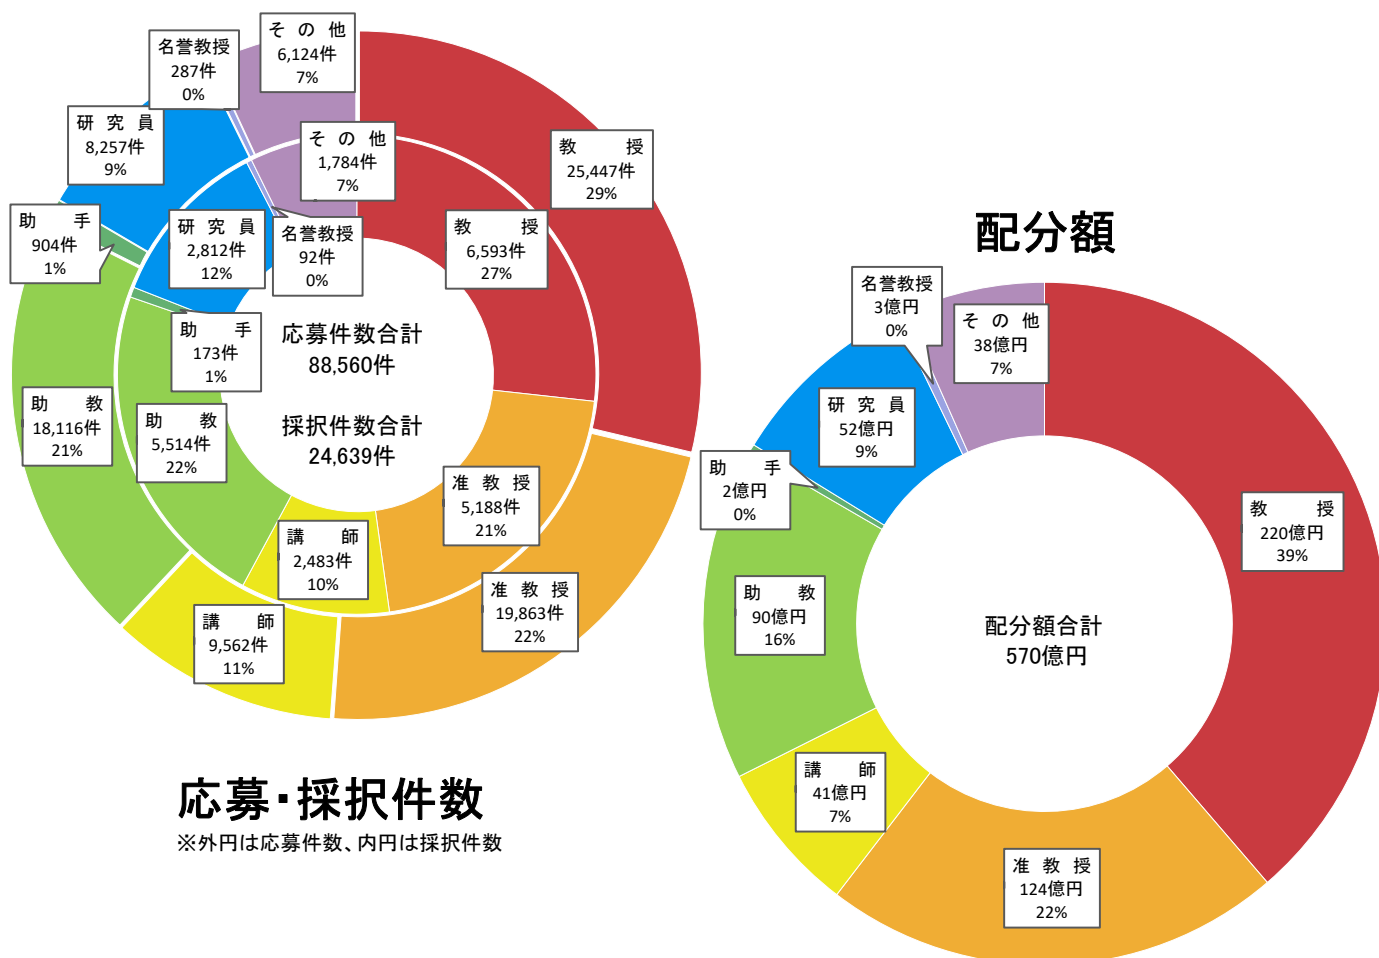 その他
6,124件
7%
名誉教授
287件
0%
研究員
8,257件
9%
助手
904件
1%
助教
18,116件
21%
講師
9,562件
11%
准教授
19,863件
22%
教授
25,447件
29%
その他
1,784件
7%
名誉教授
92件
0%
研究員
2,812件
12%
助手
173件
1%
助教
5,514件
22%
講師
2,483件
10%
准教授
5,188件
21%
教授
6,593件
27%
応募件数合計
88,560件
採択件数合計
24,639件
応募・採択件数
※外円は応募件数、内円は採択件数
配分額
名誉教授
3億円
0%
その他
38億円
7%
研究員
52億円
9%
助手
2億円
0%
助教
90億円
16%
講師
41億円
7%
准教授
124億円
22%
教授
220億円
39%
配分額合計
570億円